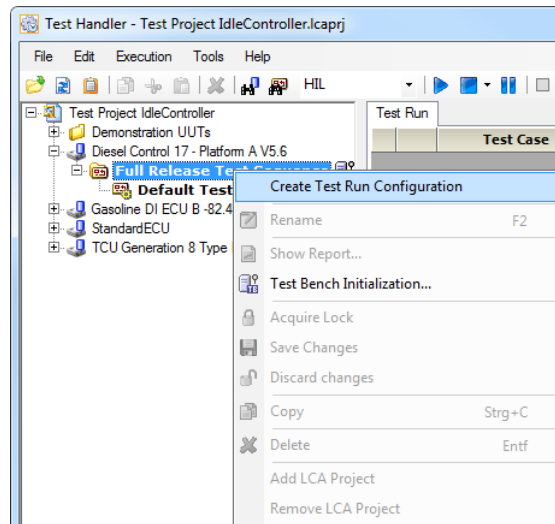 Test Handler - Test Project IdleController.lcaprj
File Edit Execution Tools Help
HIL
Test Project IdleController
Demonstration UUTs
Diesel Control 17 - Platform A V5.6
Full Release Test Sequence
Default Test
Gasoline DI ECU B -82.4
StandardECU
TCU Generation 8 Type
Test Run
Test Case
Create Test Run Configuration
Rename F2
Show Report...
Test Bench Initialization...
Acquire Lock
Save Changes
Discard changes
Copy Strg+C
Delete Entf
Add LCA Project
Remove LCA Project